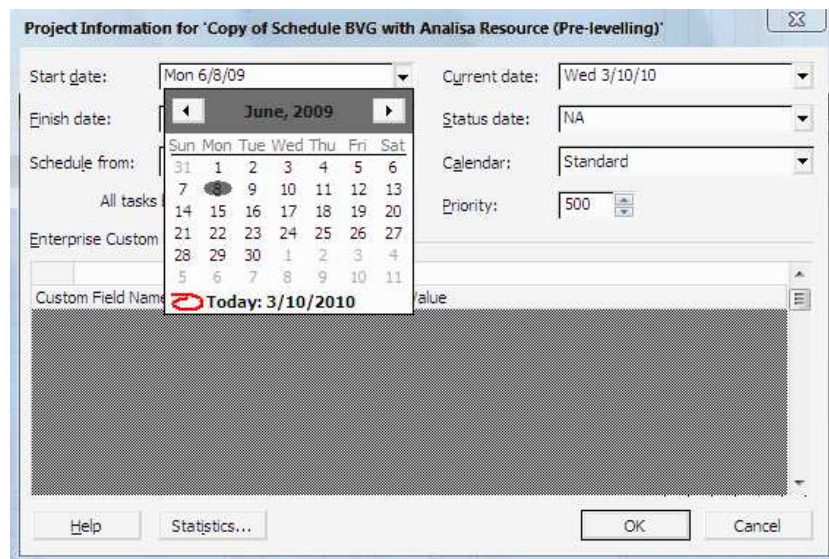 Project Information for 'Copy of Schedule BVG with Analisa Resource (Pre-levelling)'
Start date: Mon 6/8/09 Current date: Wed 3/10/10
June, 2009
Finish date: Status date: NA
Sun Mon Tue Wed Thu Fri Sat
Schedule from: 31 1 2 3 4 5 6 Calendar: Standard
7 8 9 10 11 12 13
All tasks 14 15 16 17 18 19 20 Priority: 500
Enterprise Custom 21 22 23 24 25 26 27
28 29 30 1 2 3 4
5 6 7 8 9 10 11
Custom Field Name Today: 3/10/2010 Value
Help Statistics... OK Cancel